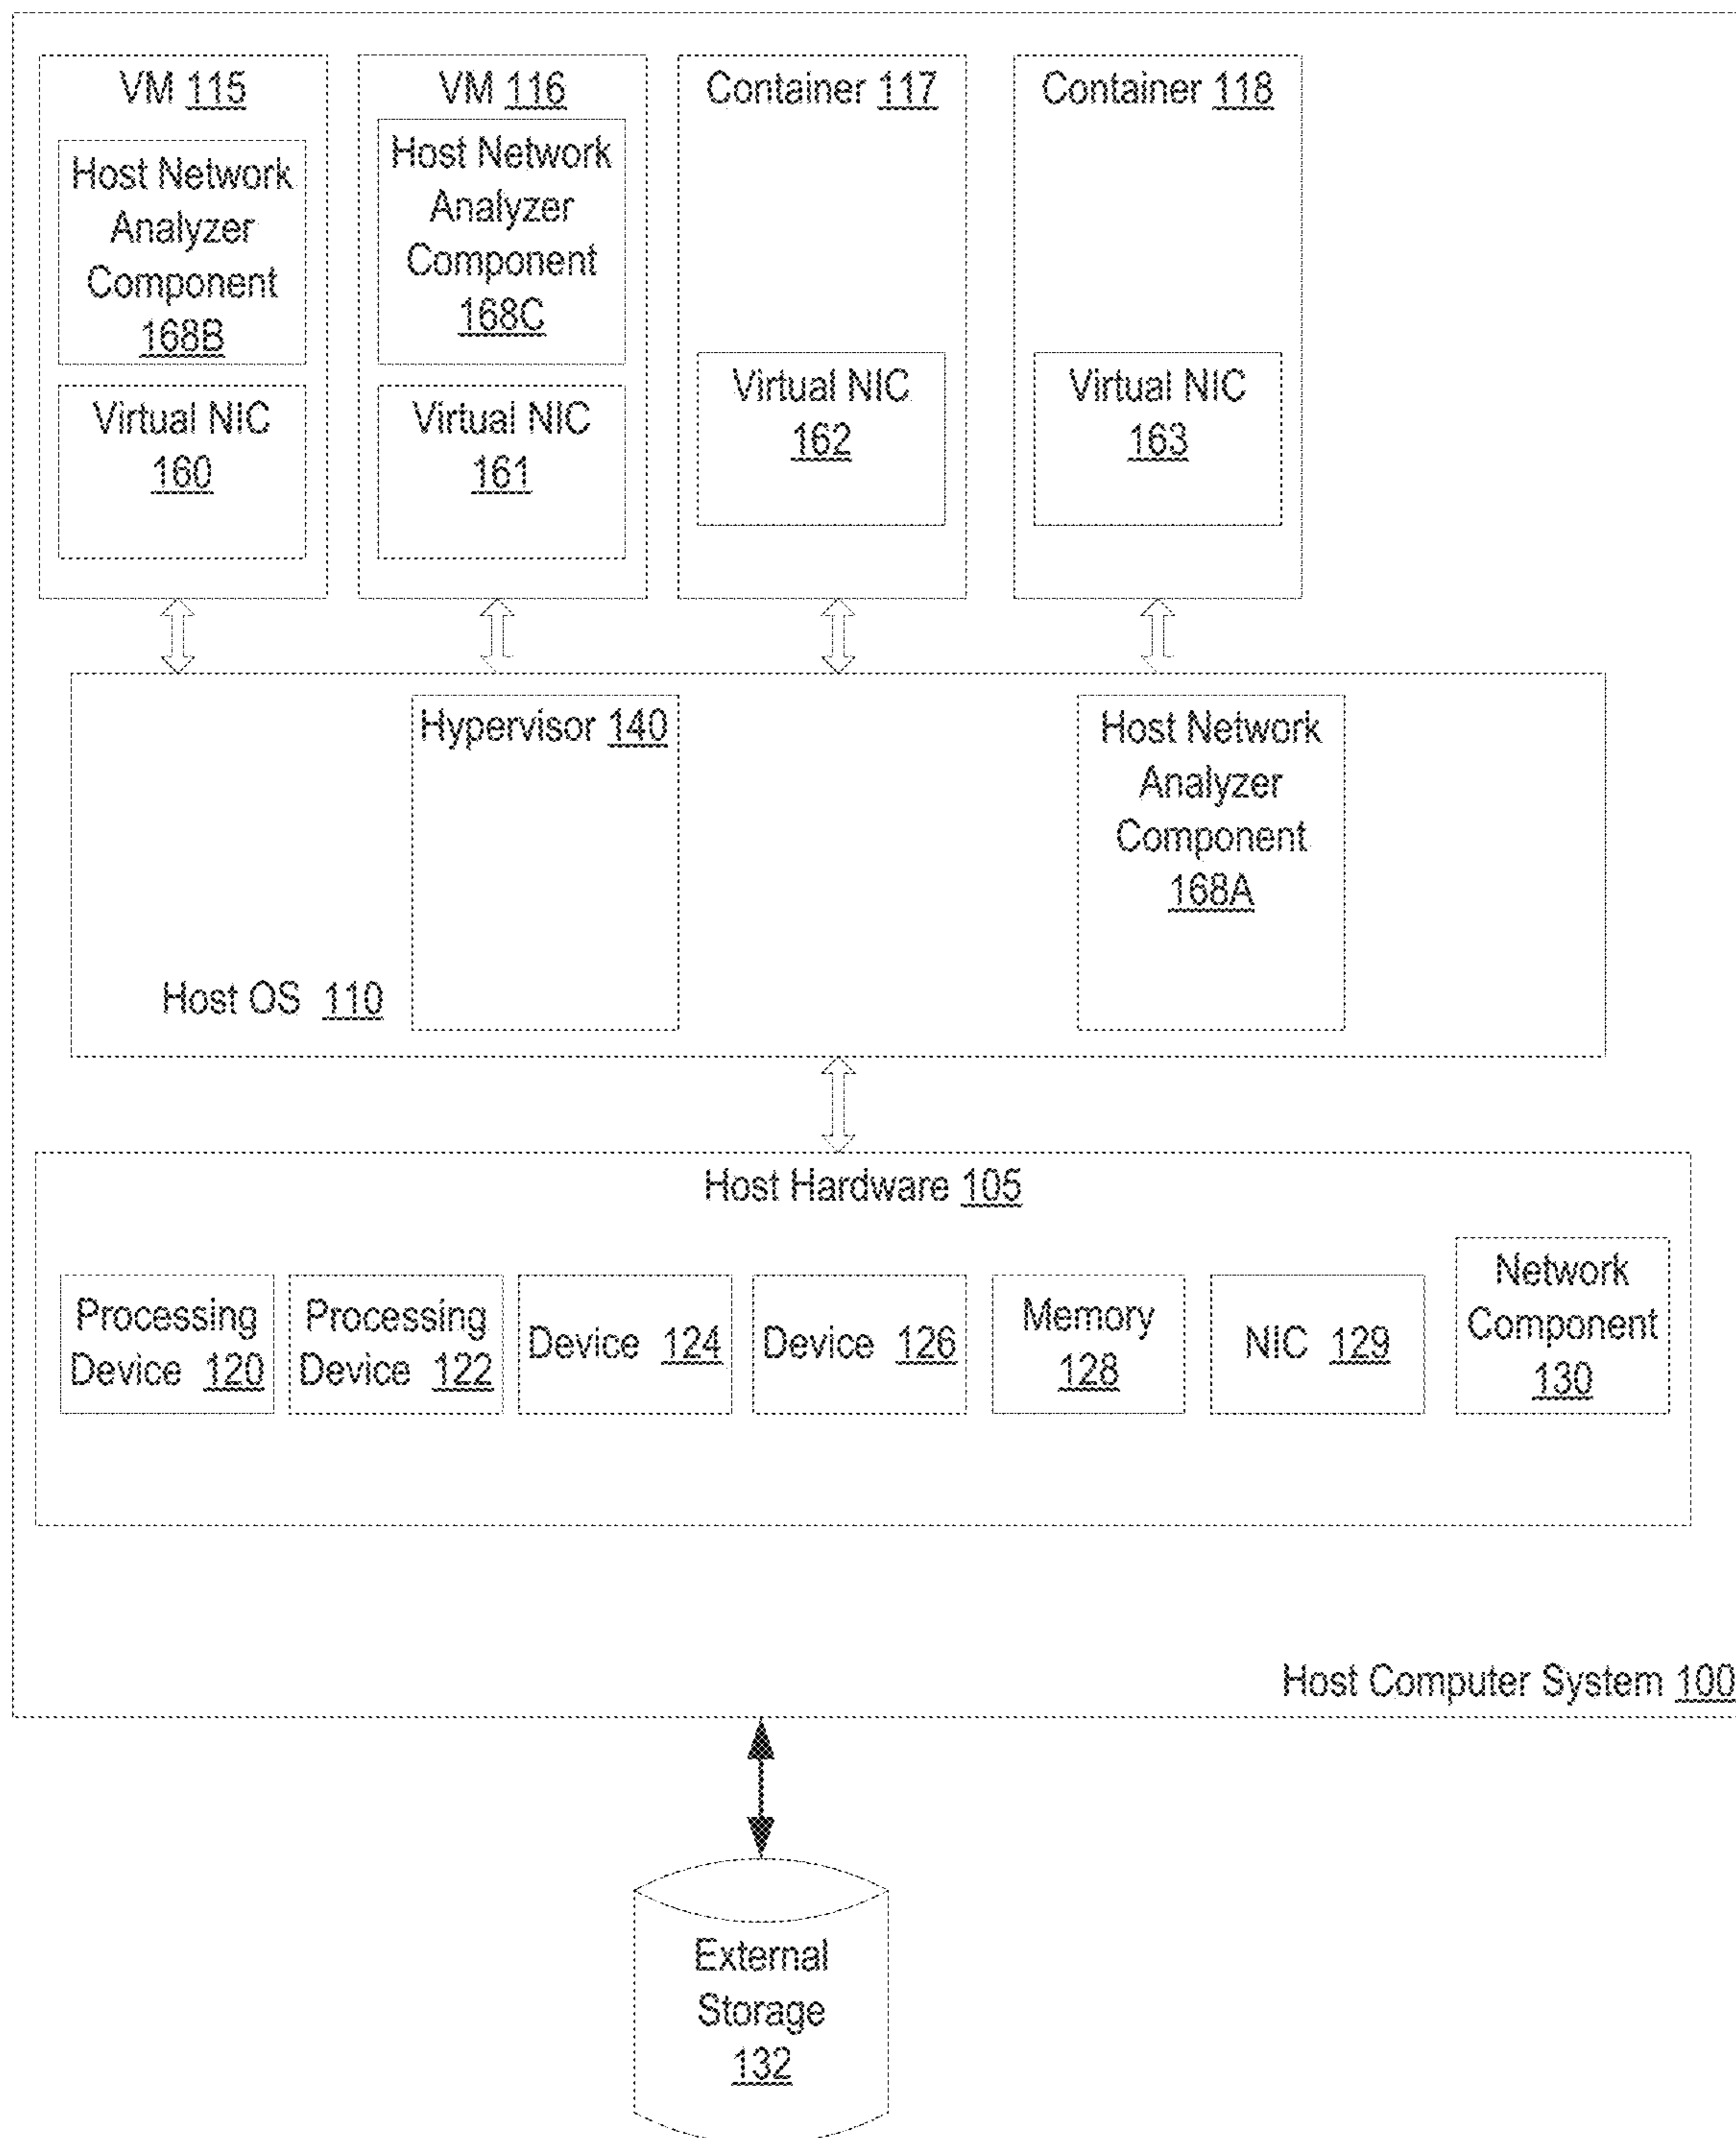 VM 115
Host Network
Analyzer
Component
168B
Virtual NIC
160
VM 116
Host Network
Analyzer
Component
168C
Virtual NIC
161
Container 117
Virtual NIC
162
Container 118
Virtual NIC
163
Hypervisor 140
Host Network
Analyzer
Component
168A
Host OS 110
Host Hardware 105
Processing
Device 120
Processing
Device 122
Device 124
Device 126
Memory
128
NIC 129
Network
Component
130
Host Computer System 100
External
Storage
132